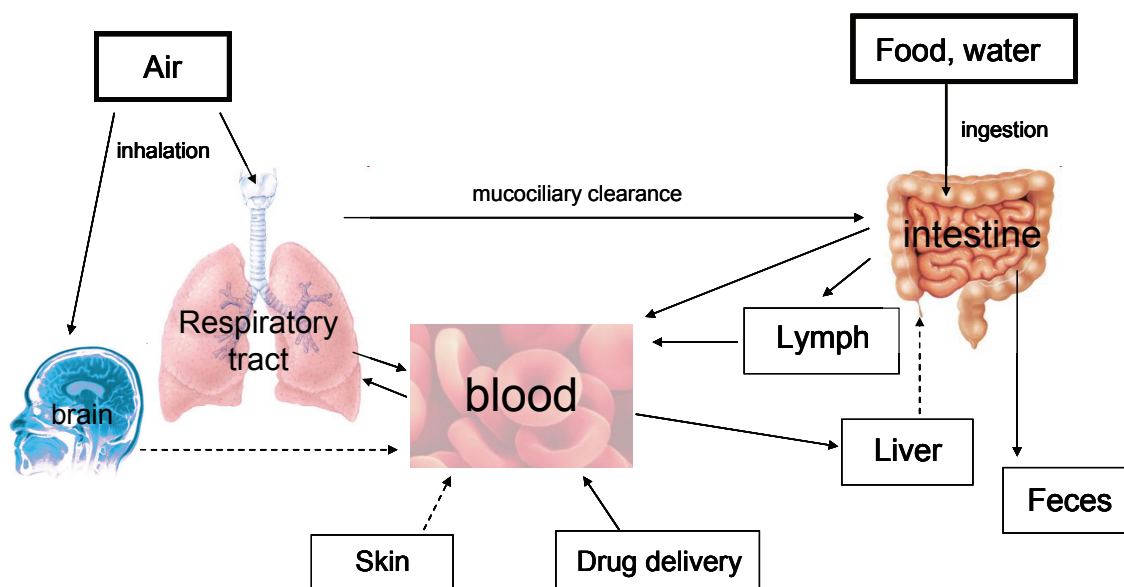 Air
Food, water
inhalation
ingestion
mucociliary clearance
intestine
Respiratory
tract
Lymph
blood
brain
Liver
Feces
Skin
Drug delivery